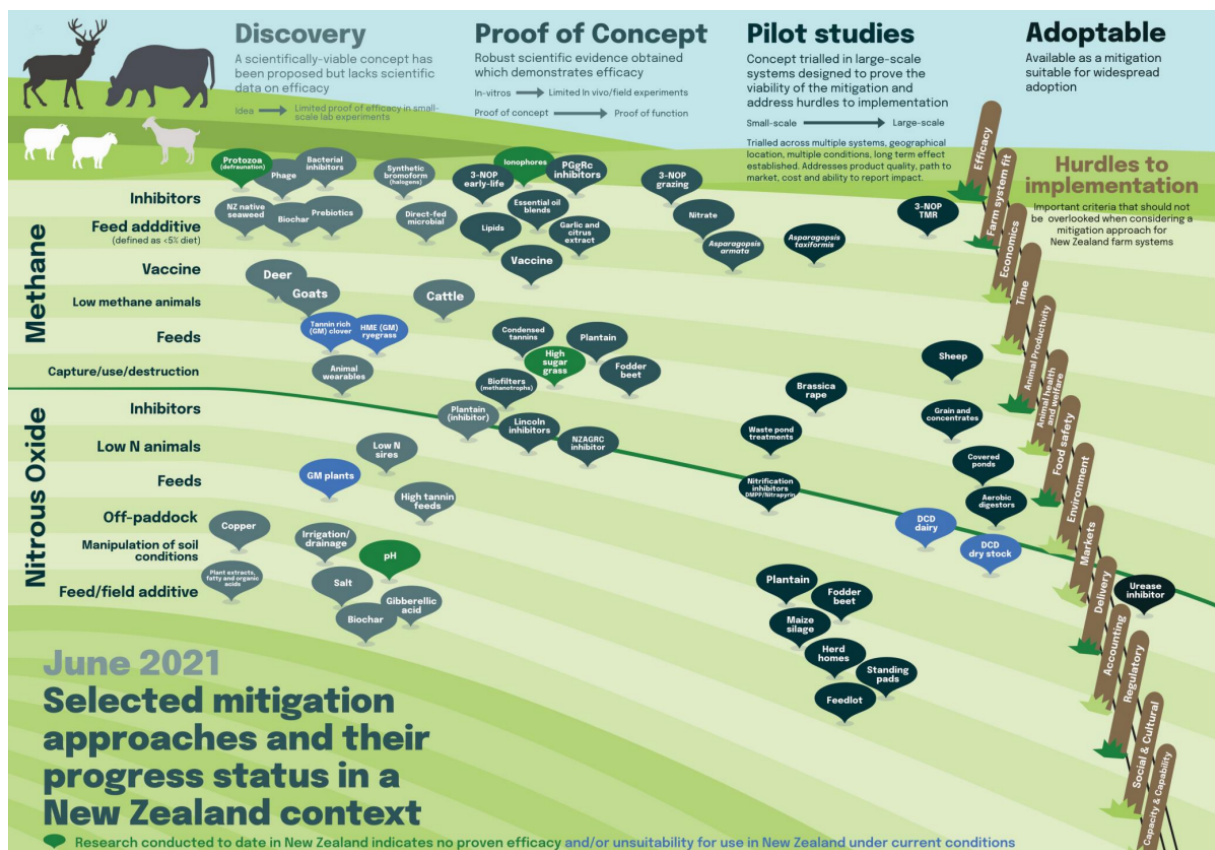 Discovery
A scientifically-viable concept has
been proposed but lacks scientific
data on efficacy
Idea
Limited proof of efficacy in small-
scale lab experiments
Proof of Concept
Robust scientific evidence obtained
which demonstrates efficacy
In-vitros
Limited In vivo/field experiments
Proof of concept
Proof of function
Pilot studies
Concept trialled in large-scale
systems designed to prove the
viability of the mitigation and
address hurdles to implementation
Small-scale
Large-scale
Trialled across multiple systems, geographical
location, multiple conditions, long term effect
established. Addresses product quality, path to
market, cost and ability to report impact.
Adoptable
Available as a mitigation
suitable for widespread
adoption
Hurdles to
implementation
Important criteria that should not
be overlooked when considering a
mitigation approach for
New Zealand farm systems
Efficacy
Farm system fit
Economics
Time
Animal Productivity
Animal health
and welfare
Food safety
Environment
Markets
Delivery
Accounting
Regulatory
Social & Cultural
Capacity & Capability
Methane
Inhibitors
Feed addditive
(defined as <5% diet)
Vaccine
Low methane animals
Feeds
Capture/use/destruction
Nitrous Oxide
Inhibitors
Low N animals
Feeds
Off-paddock
Manipulation of soil
conditions
Feed/field additive
Protozoa
(defaunation)
Phage
Bacterial
inhibitors
Synthetic
bromoform
(halogens)
3-NOP
early-life
Ionophores
PGgRc
inhibitors
3-NOP
grazing
NZ native
seaweed
Biochar
Prebiotics
Direct-fed
microbial
Lipids
Essential oil
blends
Garlic and
citrus
extract
Nitrate
Asparagopsis
armata
Asparagopsis
taxiformis
3-NOP
TMR
Vaccine
Deer
Goats
Cattle
Tannin rich
(GM) clover
HME (GM)
ryegrass
Condensed
tannins
Plantain
High
sugar
grass
Fodder
beet
Sheep
Animal
wearables
Biofilters
(methanotrophs)
Brassica
rape
Grain and
concentrates
Plantain
(inhibitor)
Lincoln
inhibitors
NZAGRC
inhibitor
Waste pond
treatments
Covered
ponds
Low N
sires
GM plants
High tannin
feeds
Nitrification
inhibitors
DMPP/Nitrapyrin
Aerobic
digestors
Copper
Irrigation/
drainage
pH
DCD
dairy
DCD
dry stock
Plant extracts,
fatty and organic
acids
Salt
Biochar
Gibberellic
acid
Plantain
Fodder
beet
Urease
inhibitor
Maize
silage
Herd
homes
Standing
pads
Feedlot
June 2021
Selected mitigation
approaches and their
progress status in a
New Zealand context
Research conducted to date in New Zealand indicates no proven efficacy and/or unsuitability for use in New Zealand under current conditions